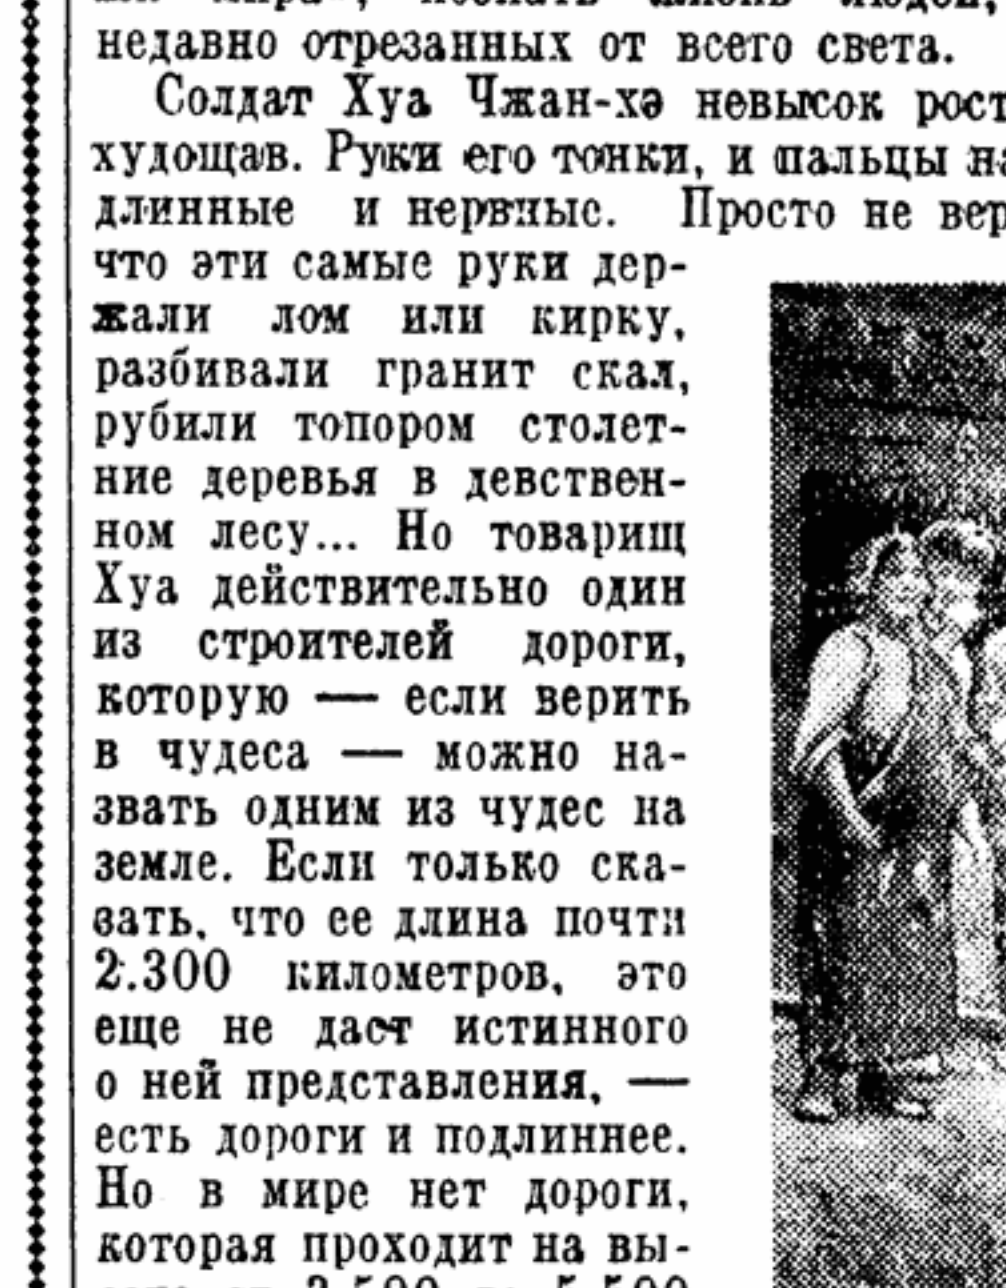 недавно отрезанных от всего света.
Солдат Хуа Чжан-хэ невысок рост
худощав. Руки его тонки, и пальцы на
длинные и нервные. Просто не вер
что эти самые руки дер-
жали лом или кирку,
разбивали гранит скал,
рубили топором столет-
ние деревья в девствен-
ном лесу... Но товарищ
Хуа действительно один
из строителей дороги,
которую — если верить
в чудеса — можно на-
звать одним из чудес на
земле. Если только ска-
зать, что ее длина почти
2.300 километров, это
еще не даст истинного
о ней представления, —
есть дороги и подлиннее.
Но в мире нет дороги,
которая проходит на вы-